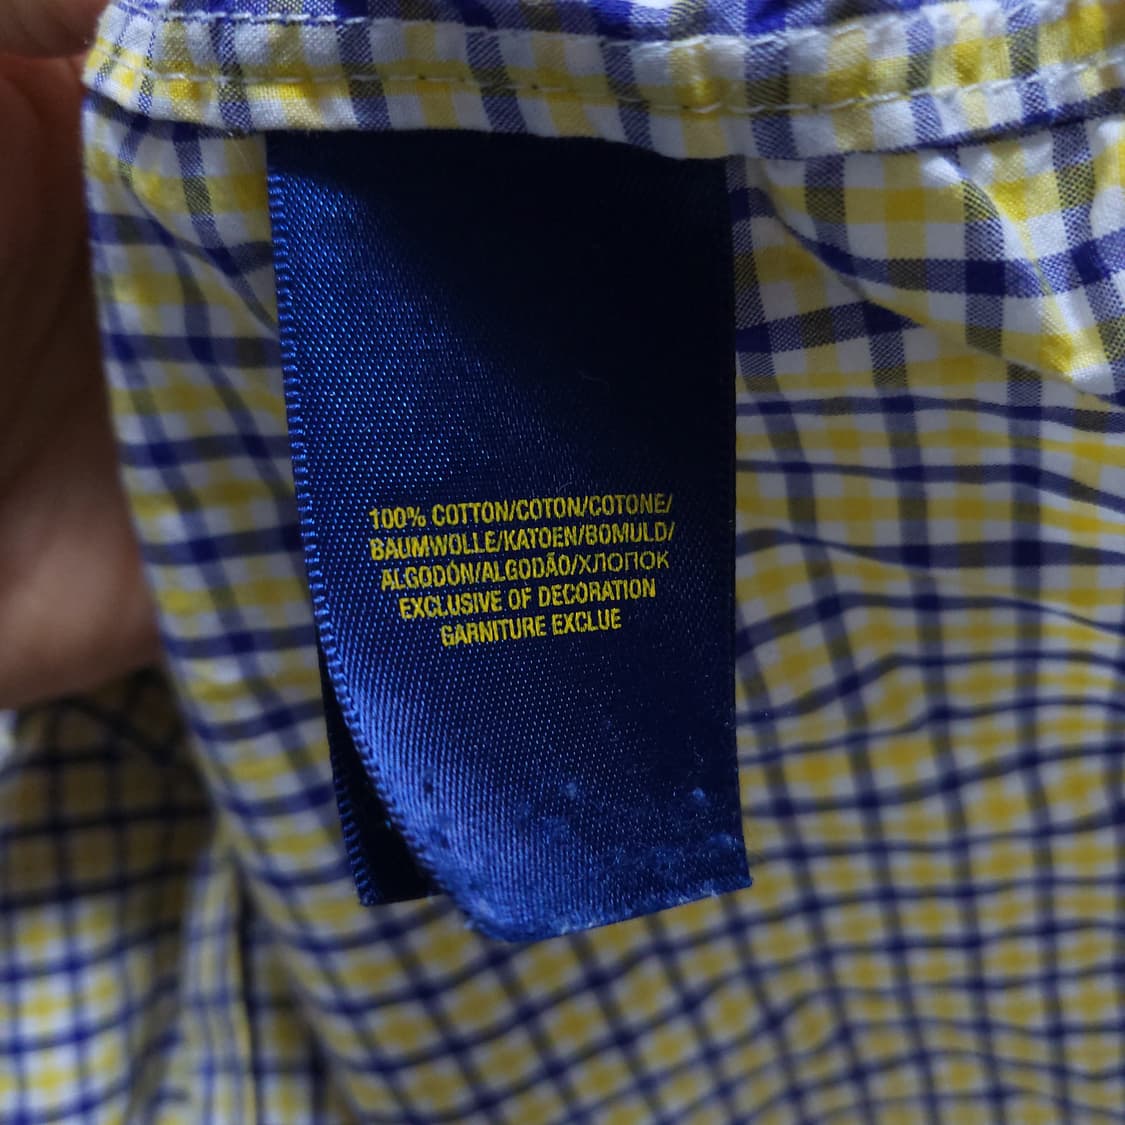 100% COTTON/COTON/COTONE/
BAUMWOLLE/KATOEN/BOMULD/
ALGODÓN/ALGODÃO/ХЛОПОК
EXCLUSIVE OF DECORATION
GARNITURE EXCLUE